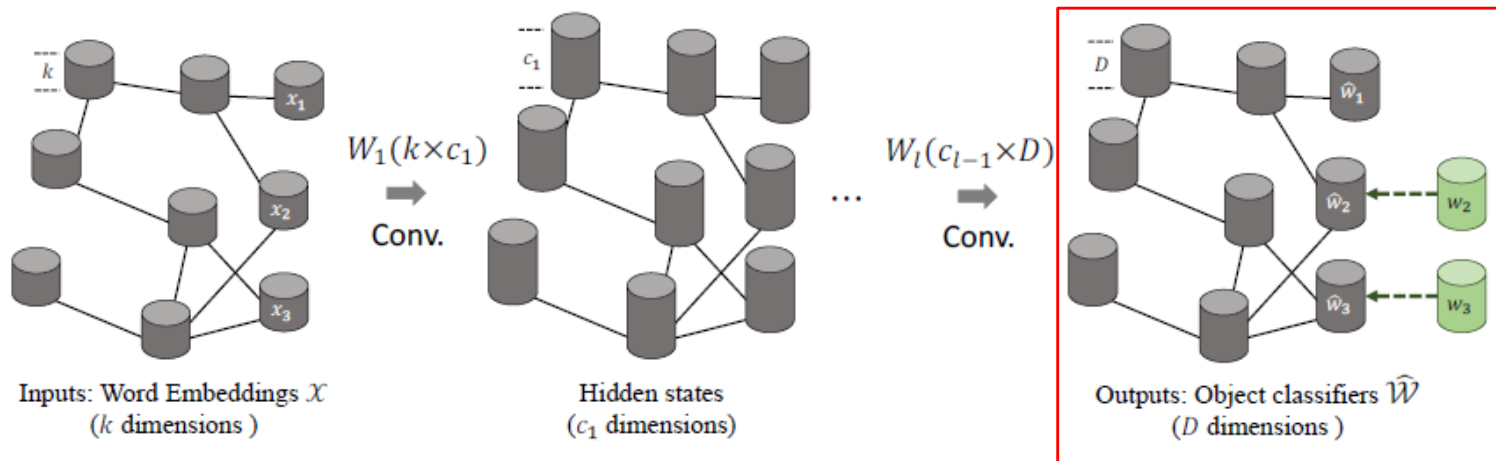 k
x₁
x₂
x₃
W₁(k×c₁)
Conv.
c₁
...
Wₗ(cₗ₋₁×D)
Conv.
D
ŵ₁
ŵ₂
w₂
ŵ₃
w₃
Inputs: Word Embeddings 𝒳
(k dimensions )
Hidden states
(c₁ dimensions)
Outputs: Object classifiers 𝒲̂
(D dimensions )